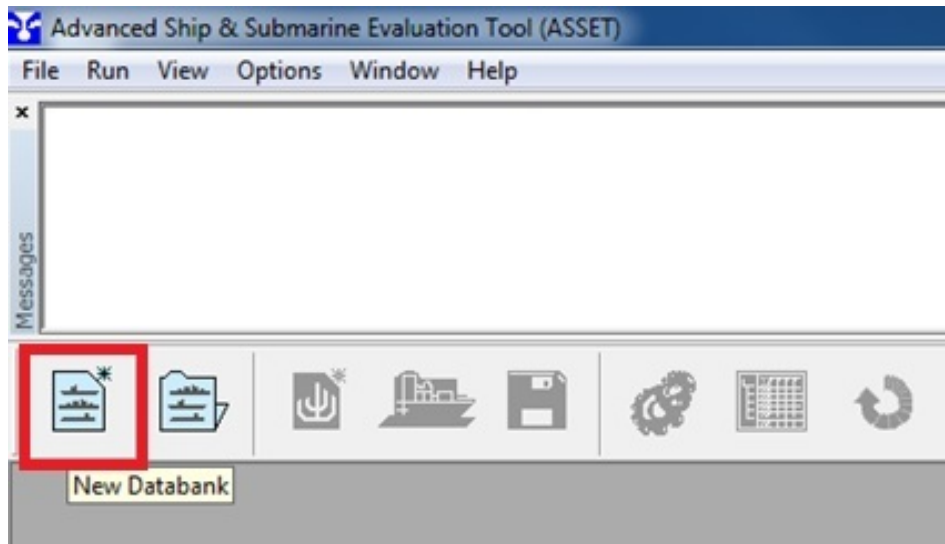 Advanced Ship & Submarine Evaluation Tool (ASSET)
File Run View Options Window Help
Messages
New Databank